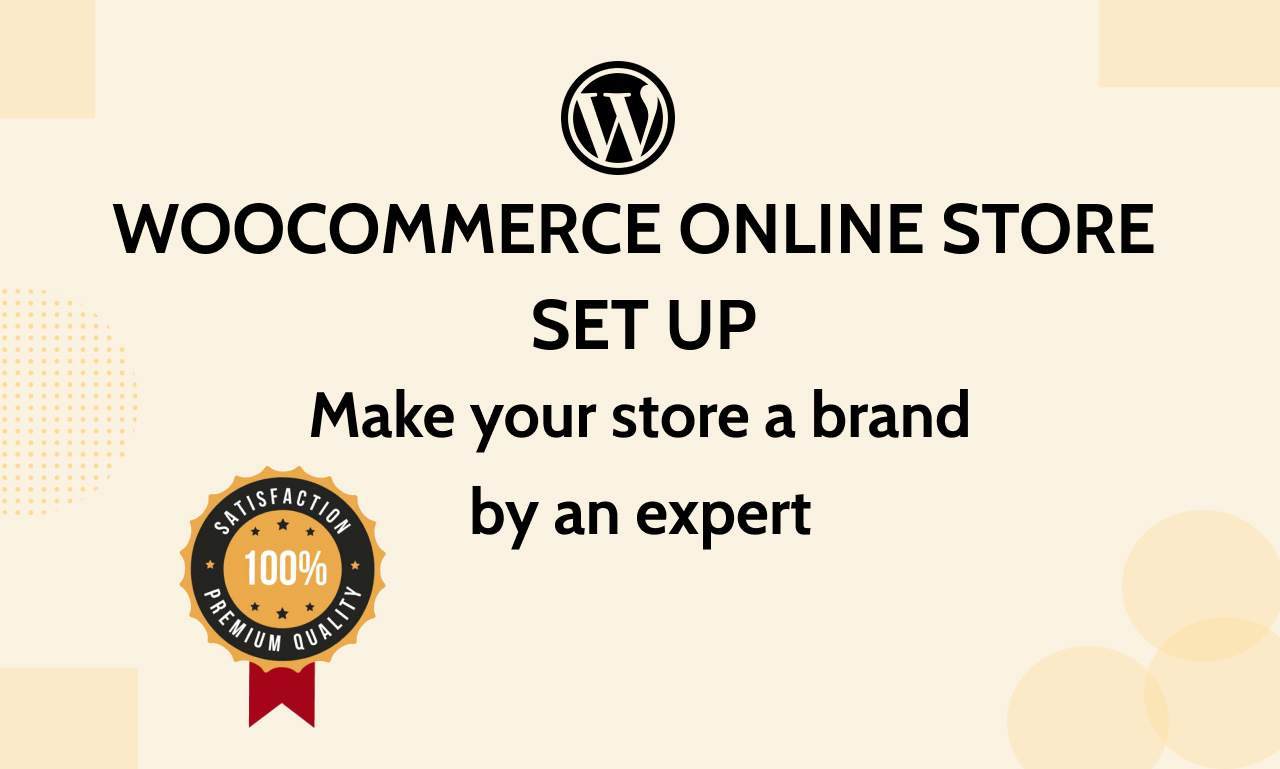 WOOCOMMERCE ONLINE STORE
SET UP
Make your store a brand
by an expert
SATISFACTION
100%
PREMIUM QUALITY